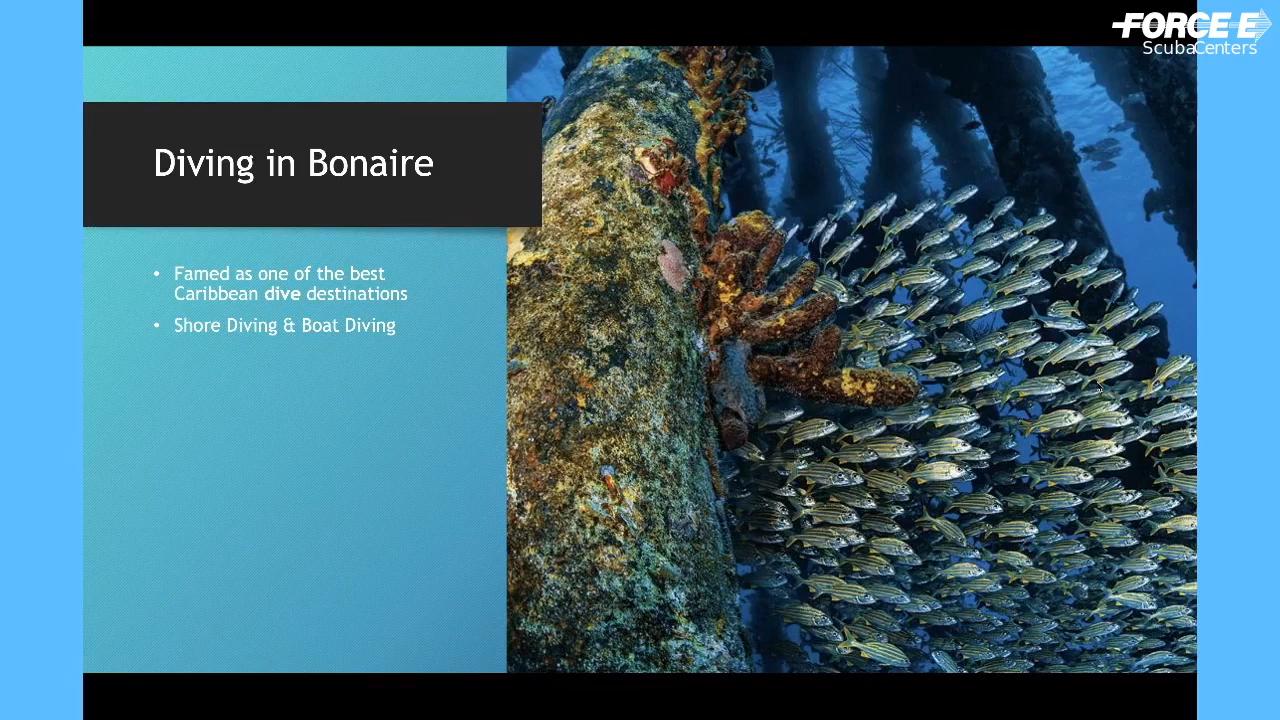 FORCE-E
ScubaCenters
Diving in Bonaire
• Famed as one of the best
Caribbean dive destinations
• Shore Diving & Boat Diving